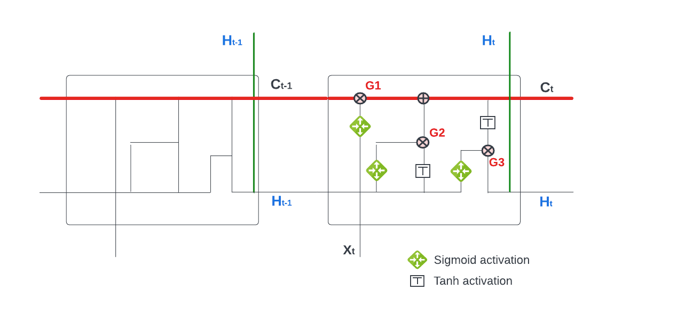 Ht-1
Ht
Ct-1
G1
Ct
T
G2
G3
T
Ht-1
Ht
Xt
Sigmoid activation
T
Tanh activation